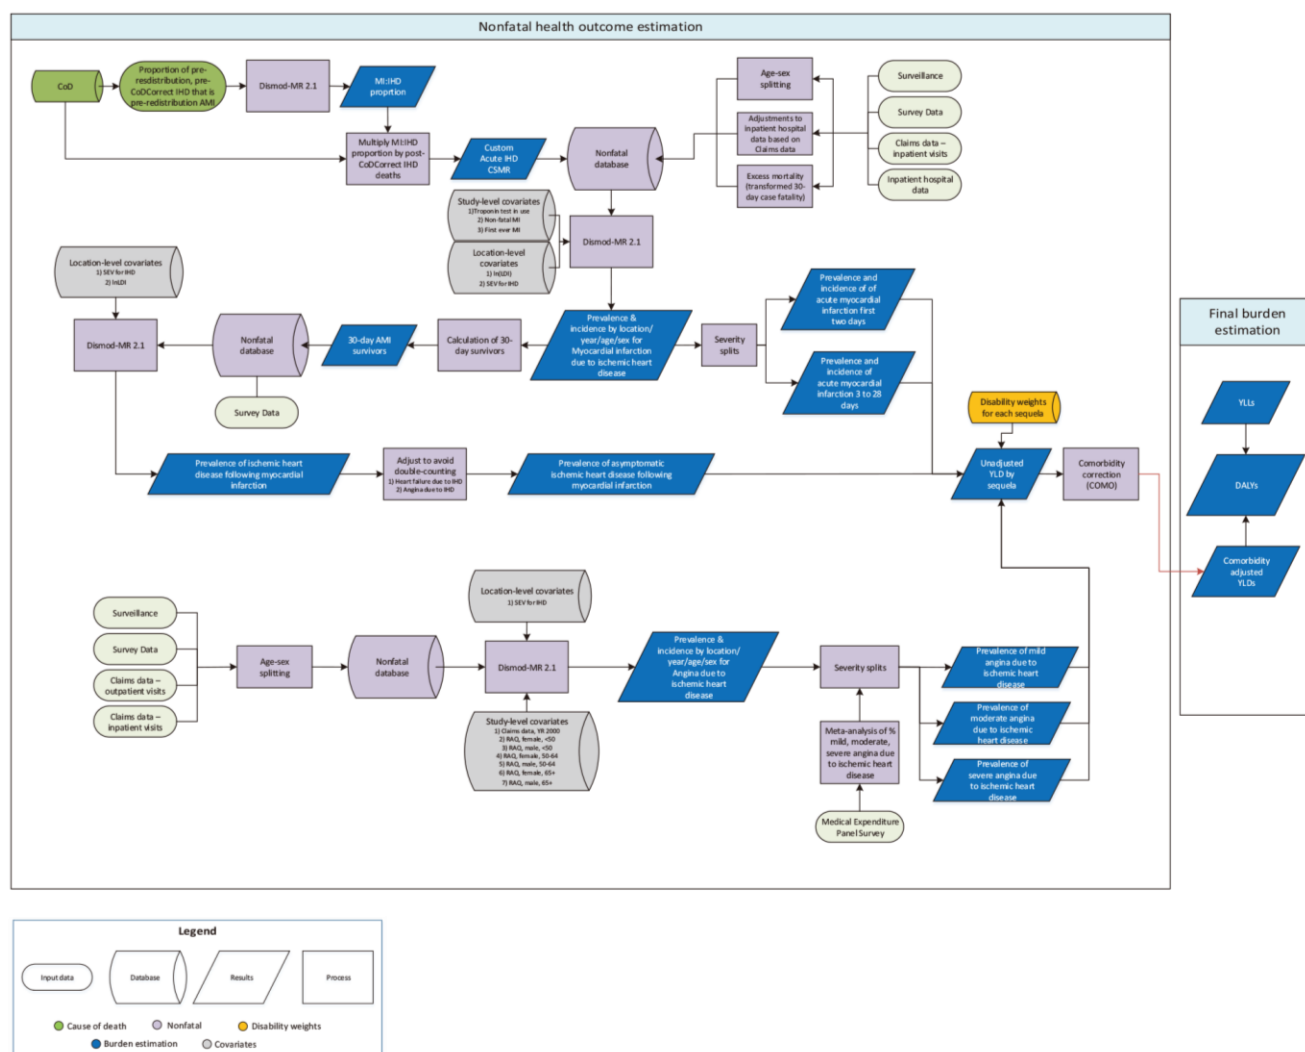 Nonfatal health outcome estimation
CoD
Proportion of pre-
resdistribution, pre-
CoDCorrect IHD that is
pre-redistribution AMI
Dismod-MR 2.1
MI:IHD
proprtion
Multiply MI:IHD
proportion by post-
CoDCorrect IHD
deaths
Custom
Acute IHD
CSMR
Nonfatal
database
Age-sex
splitting
Adjustments to
inpatient hospital
data based on
Claims data
Excess mortality
(transformed 30-
day case fatality)
Surveillance
Survey Data
Claims data –
inpatient visits
Inpatient hospital
data
Study-level covariates
1)Troponin test in use
2) Non-fatal MI
3) First ever MI
Location-level
covariates
1) ln(LDI)
2) SEV for IHD
Dismod-MR 2.1
Location-level covariates
1) SEV for IHD
2) lnLDI
Dismod-MR 2.1
Nonfatal
database
Survey Data
30-day AMI
survivors
Calculation of 30-
day survivors
Prevalence &
incidence by location/
year/age/sex for
Myocardial infarction
due to ischemic heart
disease
Severity
splits
Prevalence and
incidence of of
acute myocardial
infarction first
two days
Prevalence and
incidence of
acute myocardial
infarction 3 to 28
days
Prevalence of ischemic heart
disease following myocardial
infarction
Adjust to avoid
double-counting
1) Heart failure due to IHD
2) Angina due to IHD
Prevalence of asymptomatic
ischemic heart disease following
myocardial infarction
Disability weights
for each sequela
Unadjusted
YLD by
sequela
Comorbidity
correction
(COMO)
Final burden
estimation
YLLs
DALYs
Comorbidity
adjusted
YLDs
Surveillance
Survey Data
Claims data –
outpatient visits
Claims data –
inpatient visits
Age-sex
splitting
Nonfatal
database
Location-level covariates
1) SEV for IHD
Dismod-MR 2.1
Study-level covariates
1) Claims data, YR 2000
2) RAQ, female, <50
3) RAQ, male, <50
4) RAQ, female, 50-64
5) RAQ, male, 50-64
6) RAQ, female, 65+
7) RAQ, male, 65+
Prevalence &
incidence by location/
year/age/sex for
Angina due to
ischemic heart
disease
Severity splits
Meta-analysis of %
mild, moderate,
severe angina due
to ischemic heart
disease
Medical Expenditure
Panel Survey
Prevalence of mild
angina due to
ischemic heart
disease
Prevalence of
moderate angina
due to ischemic
heart disease
Prevalence of
severe angina due
to ischemic heart
disease
Legend
Input data
Database
Results
Process
Cause of death
Nonfatal
Disability weights
Burden estimation
Covariates